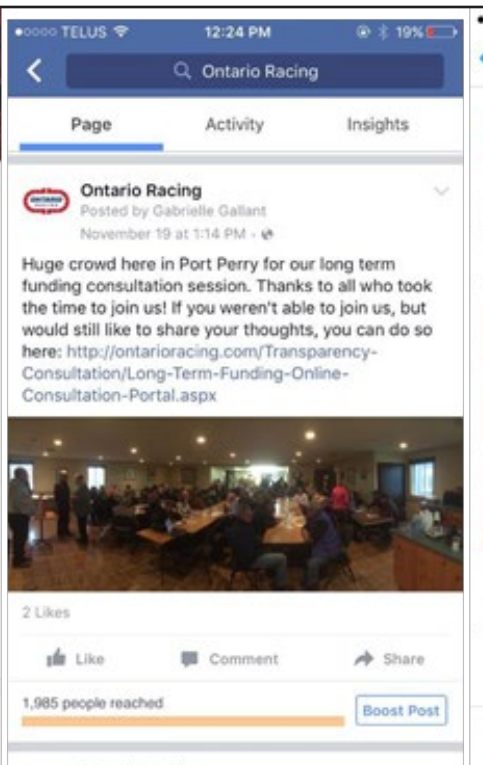 TELUS 12:24 PM 19%
Ontario Racing
Page Activity Insights
ONTARIO
RACING
Ontario Racing
Posted by Gabrielle Gallant
November 19 at 1:14 PM
Huge crowd here in Port Perry for our long term
funding consultation session. Thanks to all who took
the time to join us! If you weren't able to join us, but
would still like to share your thoughts, you can do so
here: http://ontarioracing.com/Transparency-
Consultation/Long-Term-Funding-Online-
Consultation-Portal.aspx
2 Likes
Like Comment Share
1,985 people reached
Boost Post